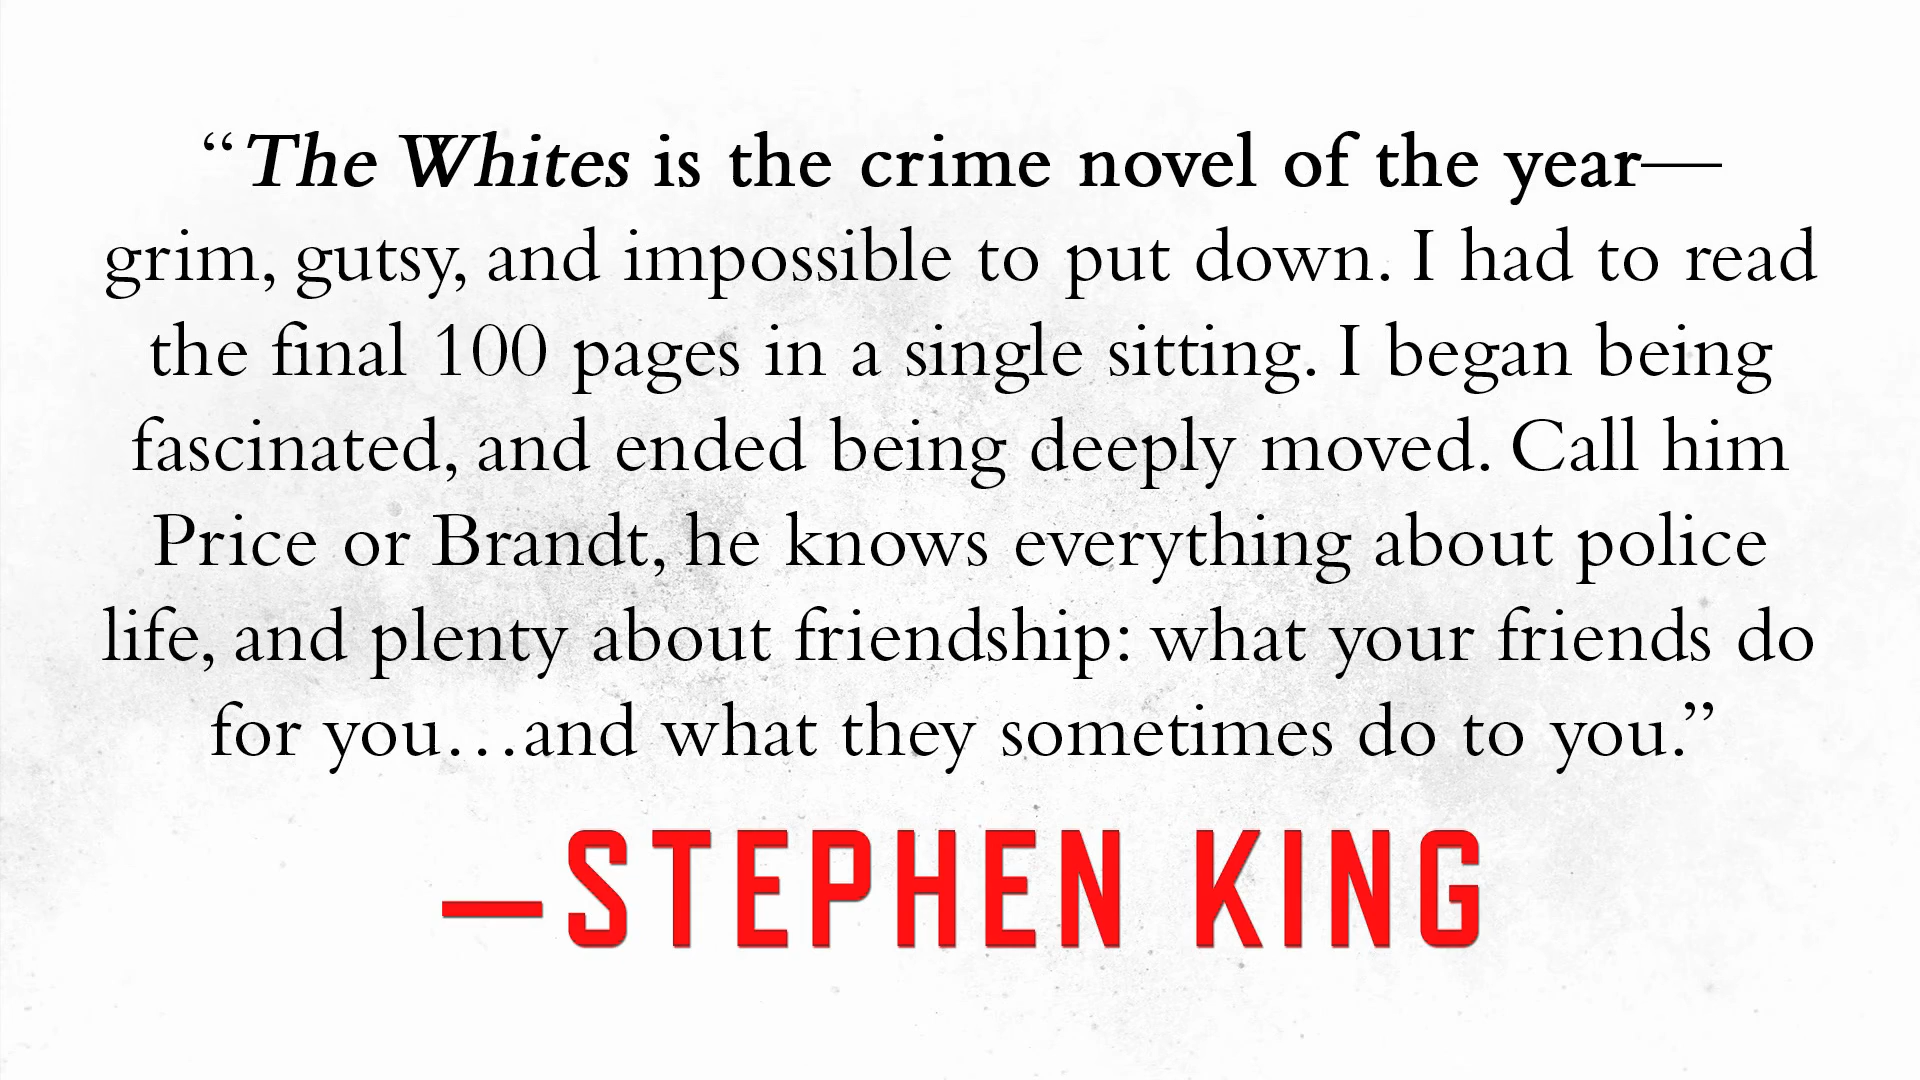 “The Whites is the crime novel of the year—
grim, gutsy, and impossible to put down. I had to read
the final 100 pages in a single sitting. I began being
fascinated, and ended being deeply moved. Call him
Price or Brandt, he knows everything about police
life, and plenty about friendship: what your friends do
for you…and what they sometimes do to you.”
—STEPHEN KING